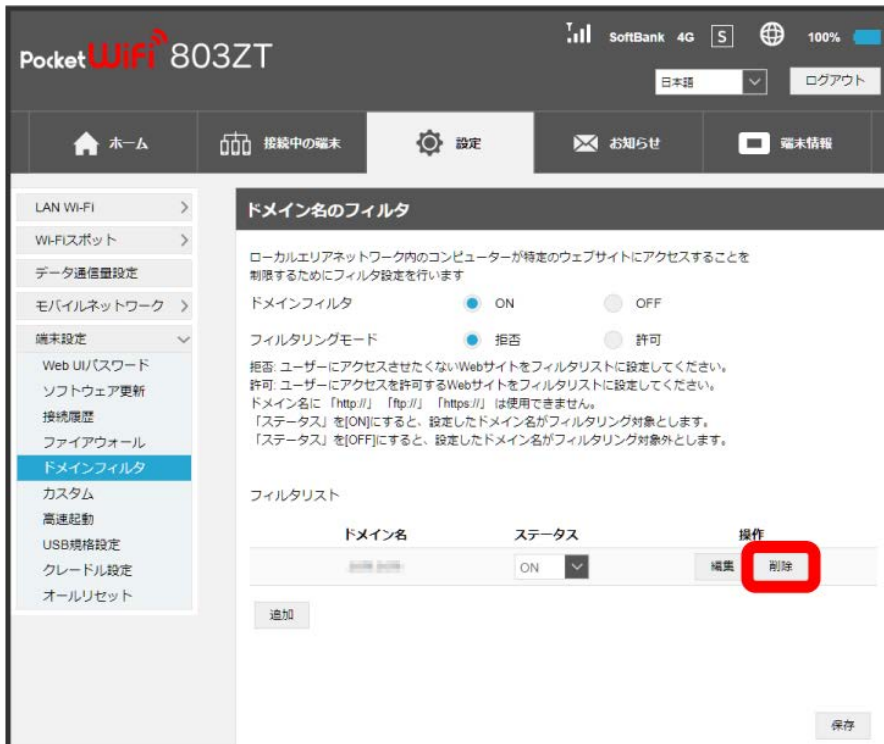 SoftBank 4G S 100%
Pocket WiFi 803ZT
日本語 ログアウト
ホーム 接続中の端末 設定 お知らせ 端末情報
LAN Wi-Fi
Wi-Fiスポット
データ通信量設定
モバイルネットワーク
端末設定
Web UIパスワード
ソフトウェア更新
接続履歴
ファイアウォール
ドメインフィルタ
カスタム
高速起動
USB規格設定
クレードル設定
オールリセット
ドメイン名のフィルタ
ローカルエリアネットワーク内のコンピューターが特定のウェブサイトにアクセスすることを
制限するためにフィルタ設定を行います
ドメインフィルタ ON OFF
フィルタリングモード 拒否 許可
拒否: ユーザーにアクセスさせたくないWebサイトをフィルタリストに設定してください。
許可: ユーザーにアクセスを許可するWebサイトをフィルタリストに設定してください。
ドメイン名に 「http://」 「ftp://」 「https://」 は使用できません。
「ステータス」を[ON]にすると、設定したドメイン名がフィルタリング対象とします。
「ステータス」を[OFF]にすると、設定したドメイン名がフィルタリング対象外とします。
フィルタリスト
ドメイン名 ステータス 操作
ON 編集 削除
追加
保存